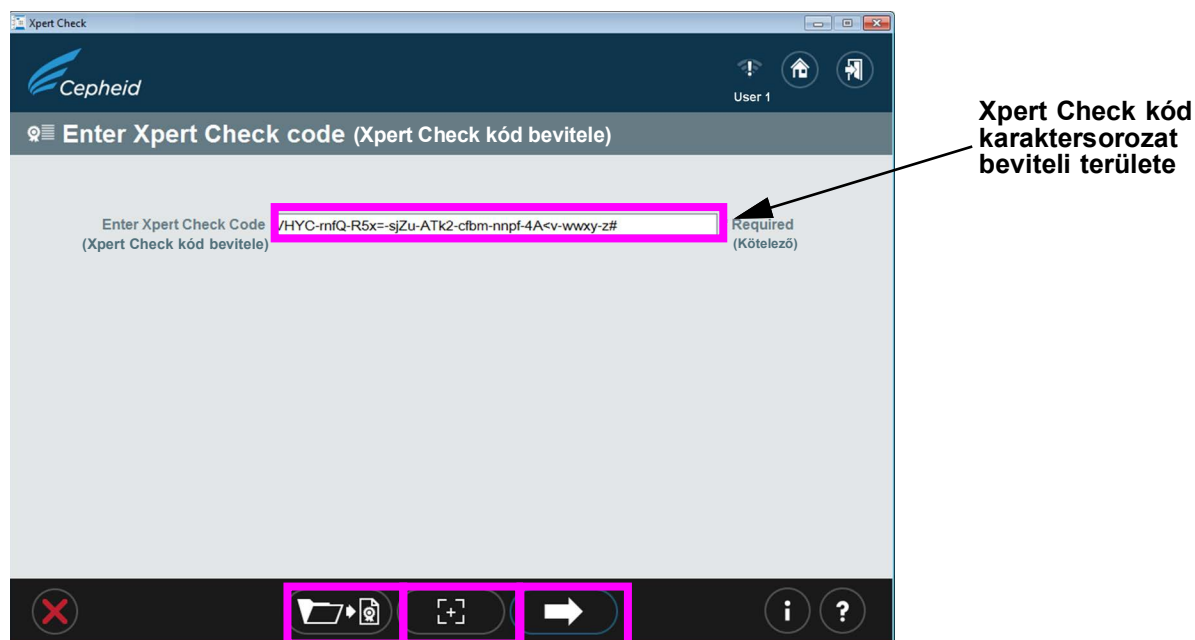 Xpert Check
Cepheid
User 1
Enter Xpert Check code (Xpert Check kód bevitele)
Xpert Check kód
karaktersorozat
beviteli területe
Enter Xpert Check Code
(Xpert Check kód bevitele)
/HYC-rnfQ-R5x=-sjZu-ATk2-cfbm-nnpf-4A<v-wwxy-z#
Required
(Kötelező)
i
?